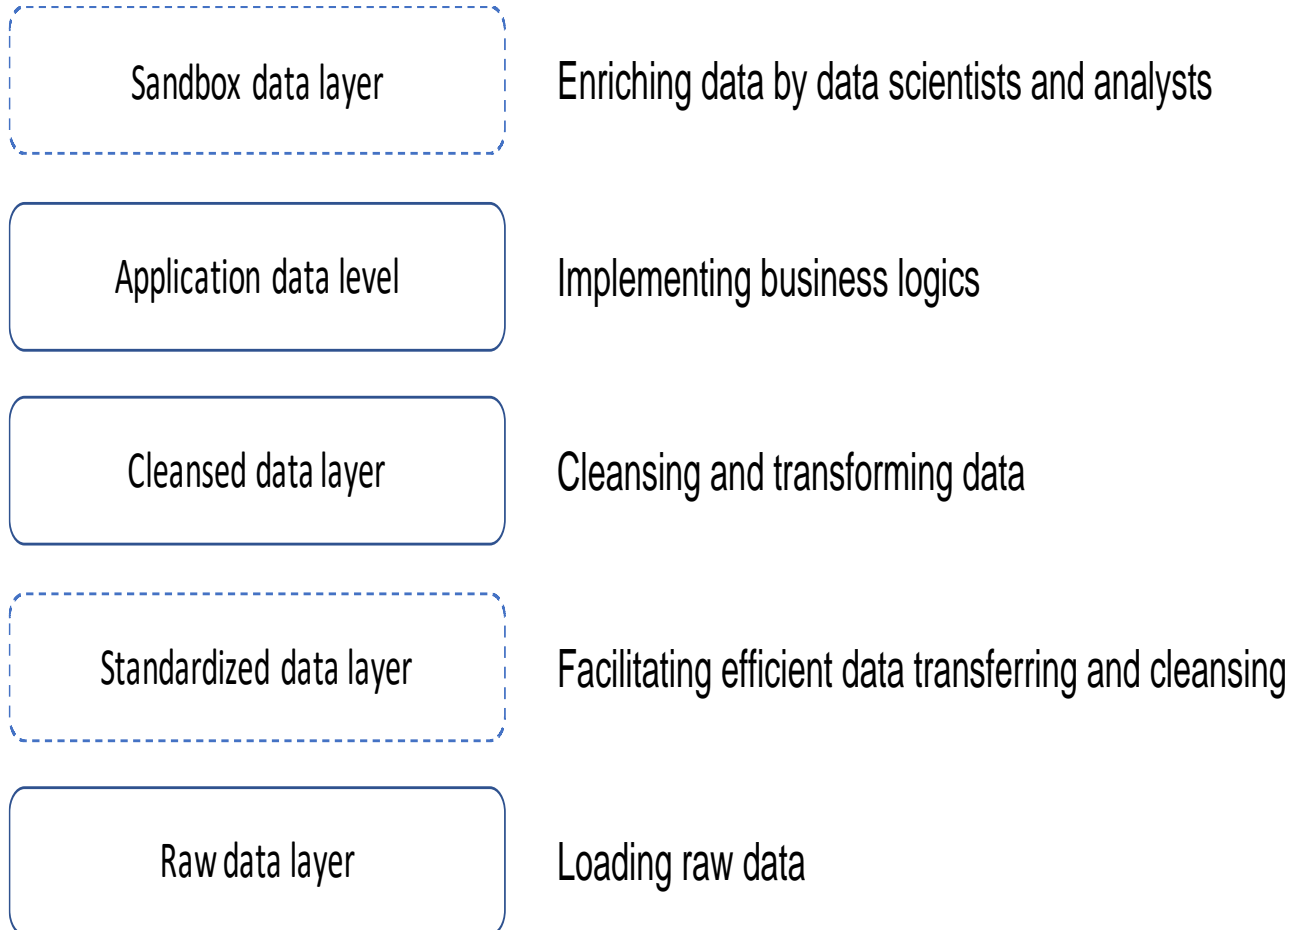 Sandbox data layer
Enriching data by data scientists and analysts
Application data level
Implementing business logics
Cleansed data layer
Cleansing and transforming data
Standardized data layer
Facilitating efficient data transferring and cleansing
Raw data layer
Loading raw data